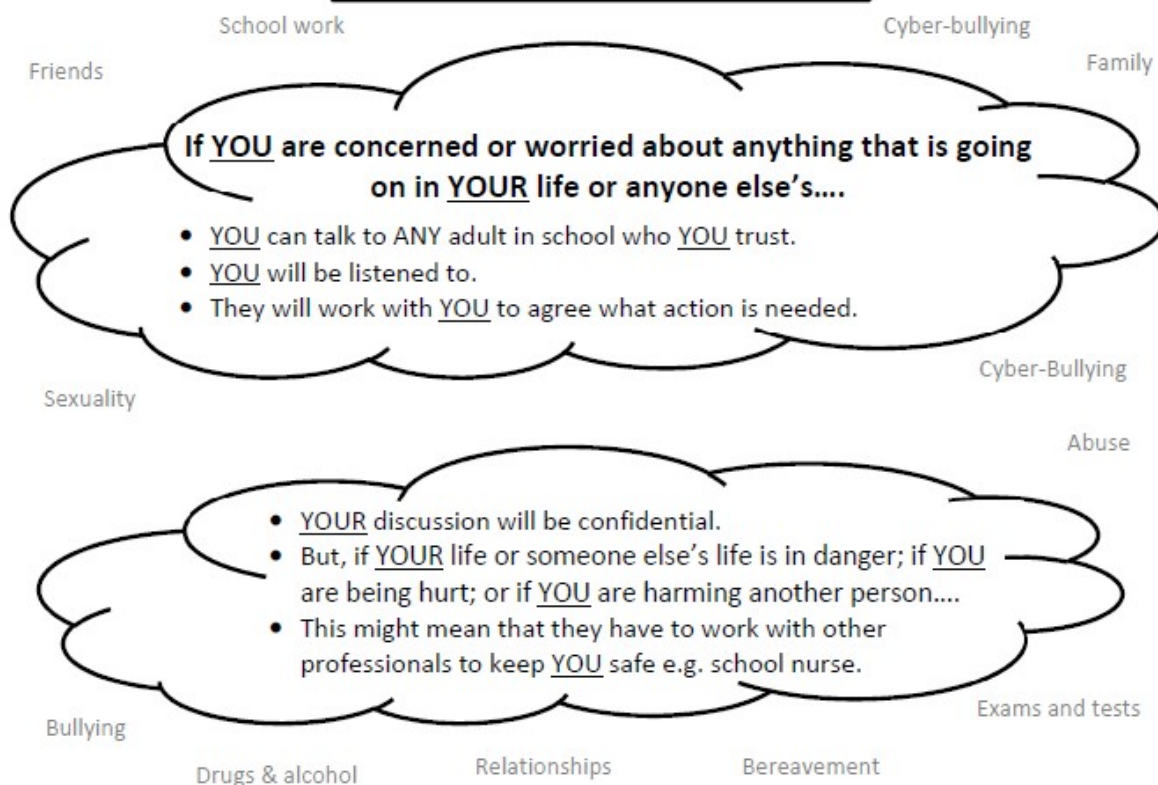 School work
Cyber-bullying
Friends
Family
If YOU are concerned or worried about anything that is going
on in YOUR life or anyone else's....
• YOU can talk to ANY adult in school who YOU trust.
• YOU will be listened to.
• They will work with YOU to agree what action is needed.
Cyber-Bullying
Sexuality
Abuse
• YOUR discussion will be confidential.
• But, if YOUR life or someone else's life is in danger; if YOU
are being hurt; or if YOU are harming another person....
• This might mean that they have to work with other
professionals to keep YOU safe e.g. school nurse.
Exams and tests
Bullying
Drugs & alcohol
Relationships
Bereavement